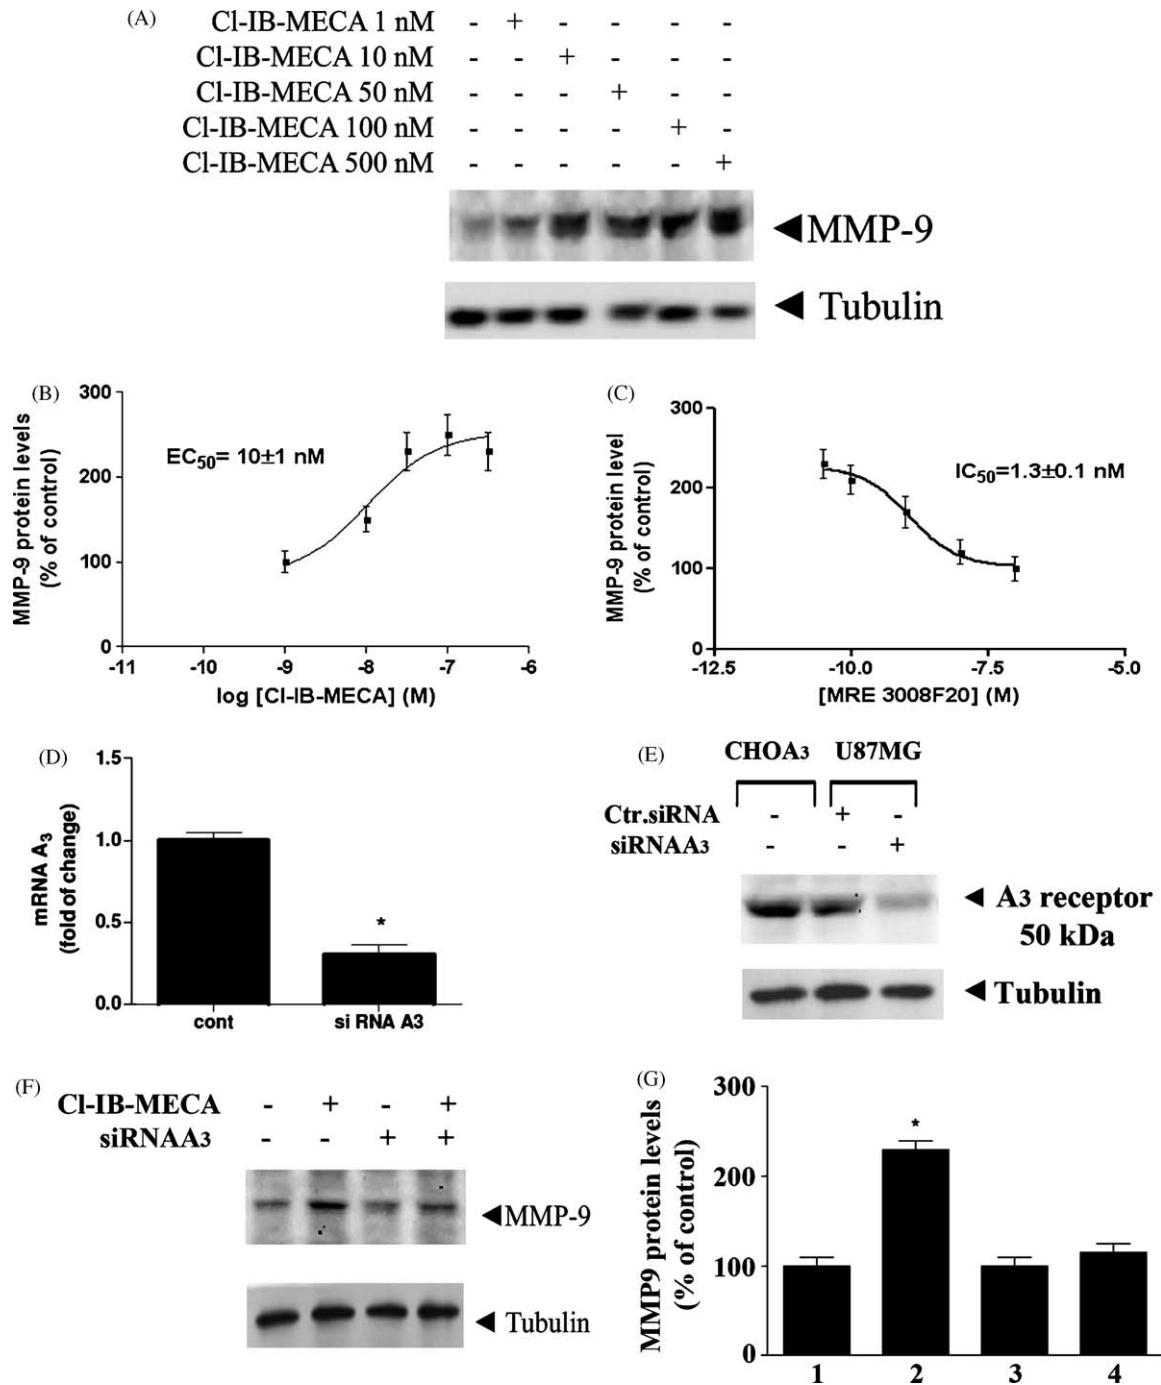 (A)
Cl-IB-MECA 1 nM - + - - - -
Cl-IB-MECA 10 nM - - + - - -
Cl-IB-MECA 50 nM - - - + - -
Cl-IB-MECA 100 nM - - - - + -
Cl-IB-MECA 500 nM - - - - - +
MMP-9
Tubulin
(B)
MMP-9 protein levels
(% of control)
300
200
100
0
EC50= 10±1 nM
-11 -10 -9 -8 -7 -6
log [Cl-IB-MECA] (M)
(C)
MMP-9 protein level
(% of control)
300
200
100
0
IC50=1.3±0.1 nM
-12.5 -10.0 -7.5 -5.0
[MRE 3008F20] (M)
(D)
mRNA A3
(fold of change)
1.5
1.0
0.5
0.0
*
cont si RNA A3
(E)
CHOA3 U87MG
Ctr.siRNA - + -
siRNAA3 - - +
A3 receptor
50 kDa
Tubulin
(F)
Cl-IB-MECA - + - +
siRNAA3 - - + +
MMP-9
Tubulin
(G)
MMP9 protein levels
(% of control)
300
200
100
0
*
1 2 3 4